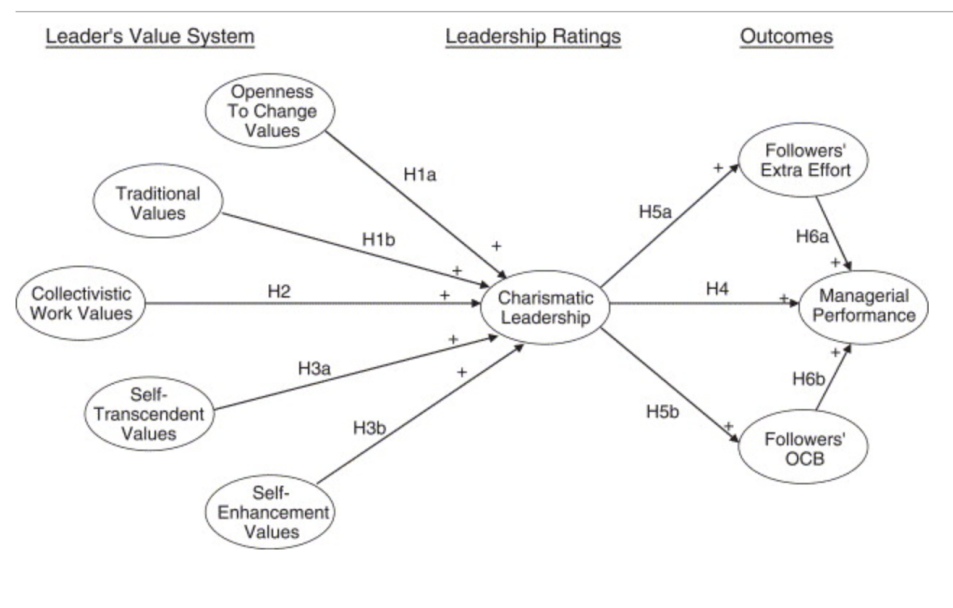 Leader's Value System
Leadership Ratings
Outcomes
Openness
To Change
Values
Followers'
Extra Effort
H1a
+
Traditional
Values
H5a
H1b
H6a
+
+
+
Collectivistic
Work Values
H2
+
Charismatic
Leadership
H4
+
Managerial
Performance
H3a
+
+
+
H6b
Self-
Transcendent
Values
H3b
H5b
+
Followers'
OCB
Self-
Enhancement
Values